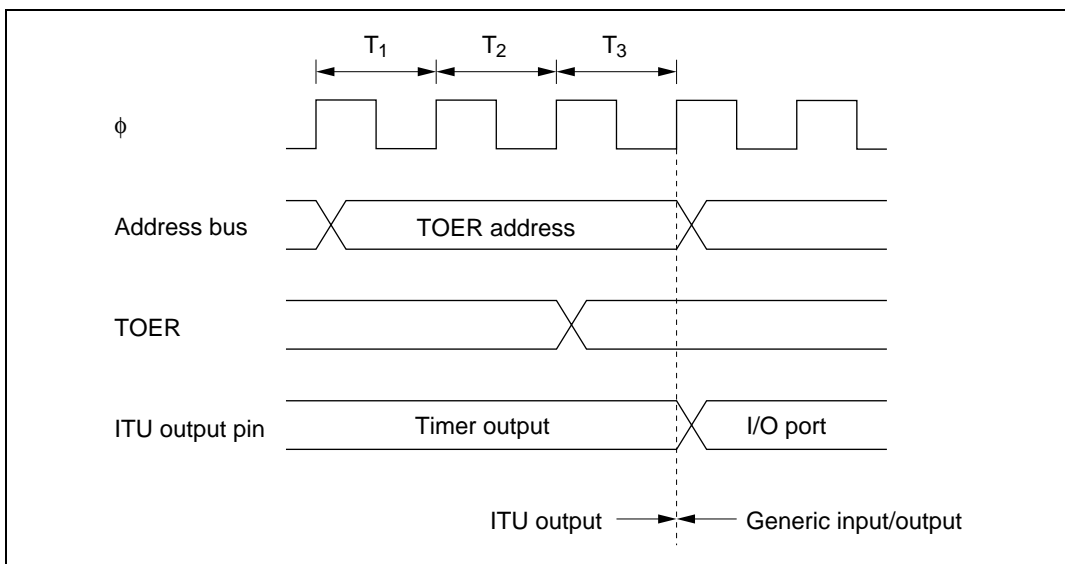 T1 T2 T3
φ
Address bus TOER address
TOER
ITU output pin Timer output I/O port
ITU output Generic input/output